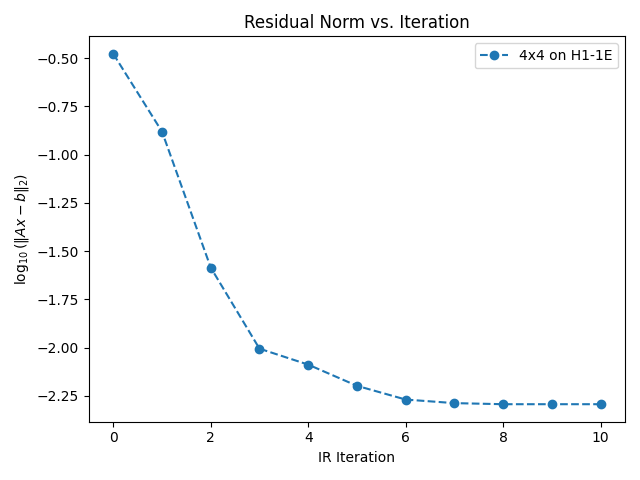 Residual Norm vs. Iteration
4x4 on H1-1E
log₁₀(‖Ax − b‖₂)
−0.50
−0.75
−1.00
−1.25
−1.50
−1.75
−2.00
−2.25
0 2 4 6 8 10
IR Iteration